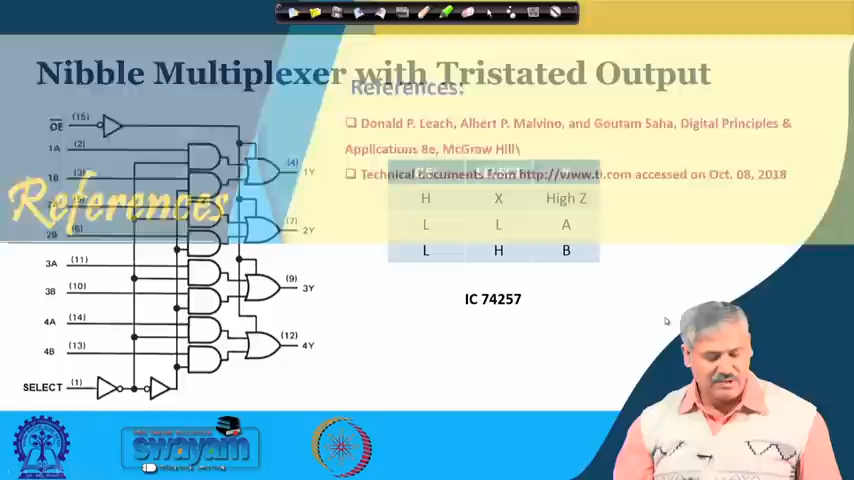 Nibble Multiplexer with Tristated Output
References:
❑ Donald P. Leach, Albert P. Malvino, and Goutam Saha, Digital Principles &
Applications 8e, McGraw Hill\
❑ Technical documents from http://www.ti.com accessed on Oct. 08, 2018
References
OE (15)
1A (2)
1B (3)
2B (6)
3A (11)
3B (10)
4A (14)
4B (13)
SELECT (1)
(4) 1Y
(7) 2Y
(9) 3Y
(12) 4Y
H X High Z
L L A
L H B
IC 74257
swayam